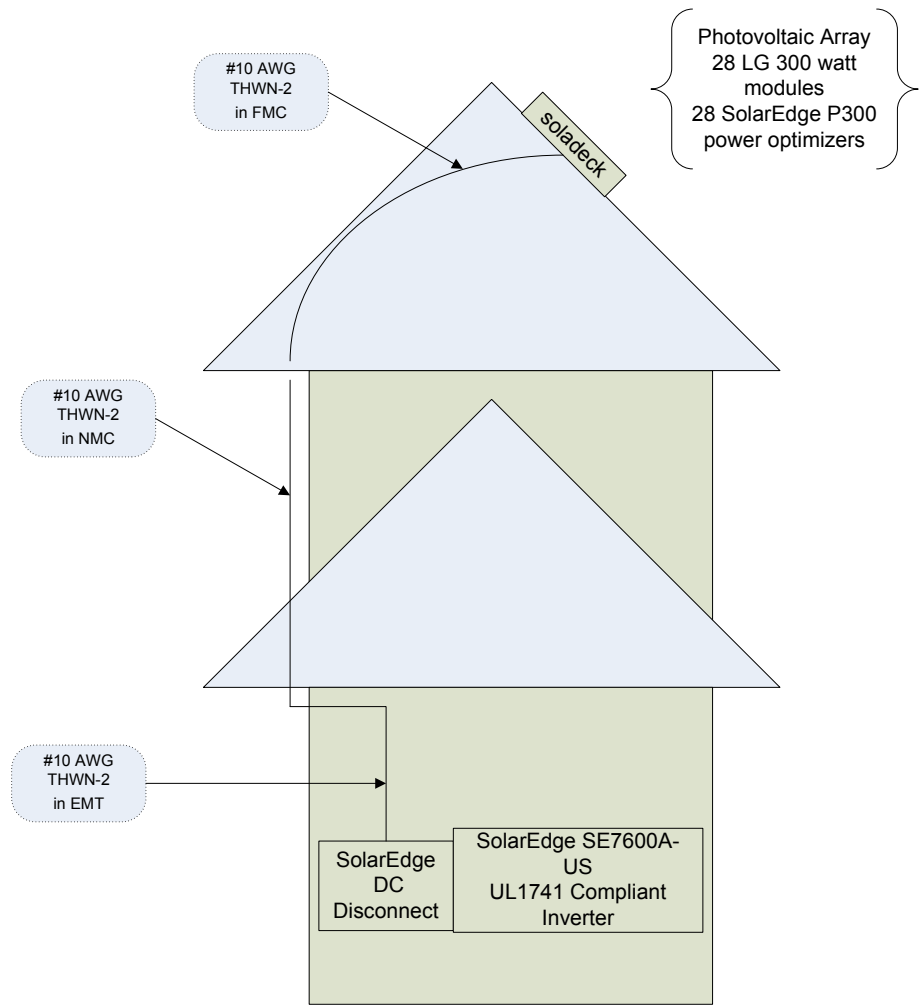 #10 AWG
THWN-2
in FMC
soladeck
Photovoltaic Array
28 LG 300 watt
modules
28 SolarEdge P300
power optimizers
#10 AWG
THWN-2
in NMC
#10 AWG
THWN-2
in EMT
SolarEdge
DC
Disconnect
SolarEdge SE7600A-
US
UL1741 Compliant
Inverter